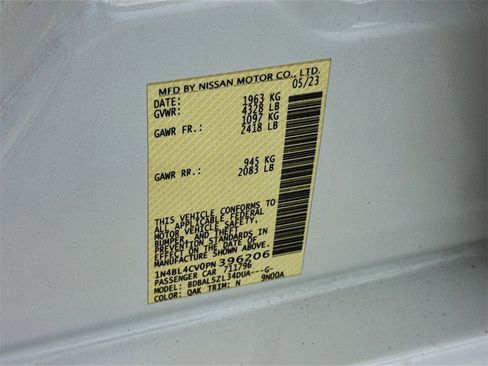 MFD BY NISSAN MOTOR CO., LTD.
DATE: 05/23
GVWR: 1963 KG
4328 LB
GAWR FR.: 1097 KG
2418 LB
GAWR RR.: 945 KG
2083 LB
THIS VEHICLE CONFORMS TO
ALL APPLICABLE FEDERAL
MOTOR VEHICLE SAFETY,
BUMPER, AND THEFT
PREVENTION STANDARDS IN
EFFECT ON THE DATE OF
MANUFACTURE SHOWN ABOVE.
1N4BL4CV0PN396206
PASSENGER CAR 711796
MODEL: BDBALSZL34DUA---G-
COLOR: QAK TRIM: N 9N00A